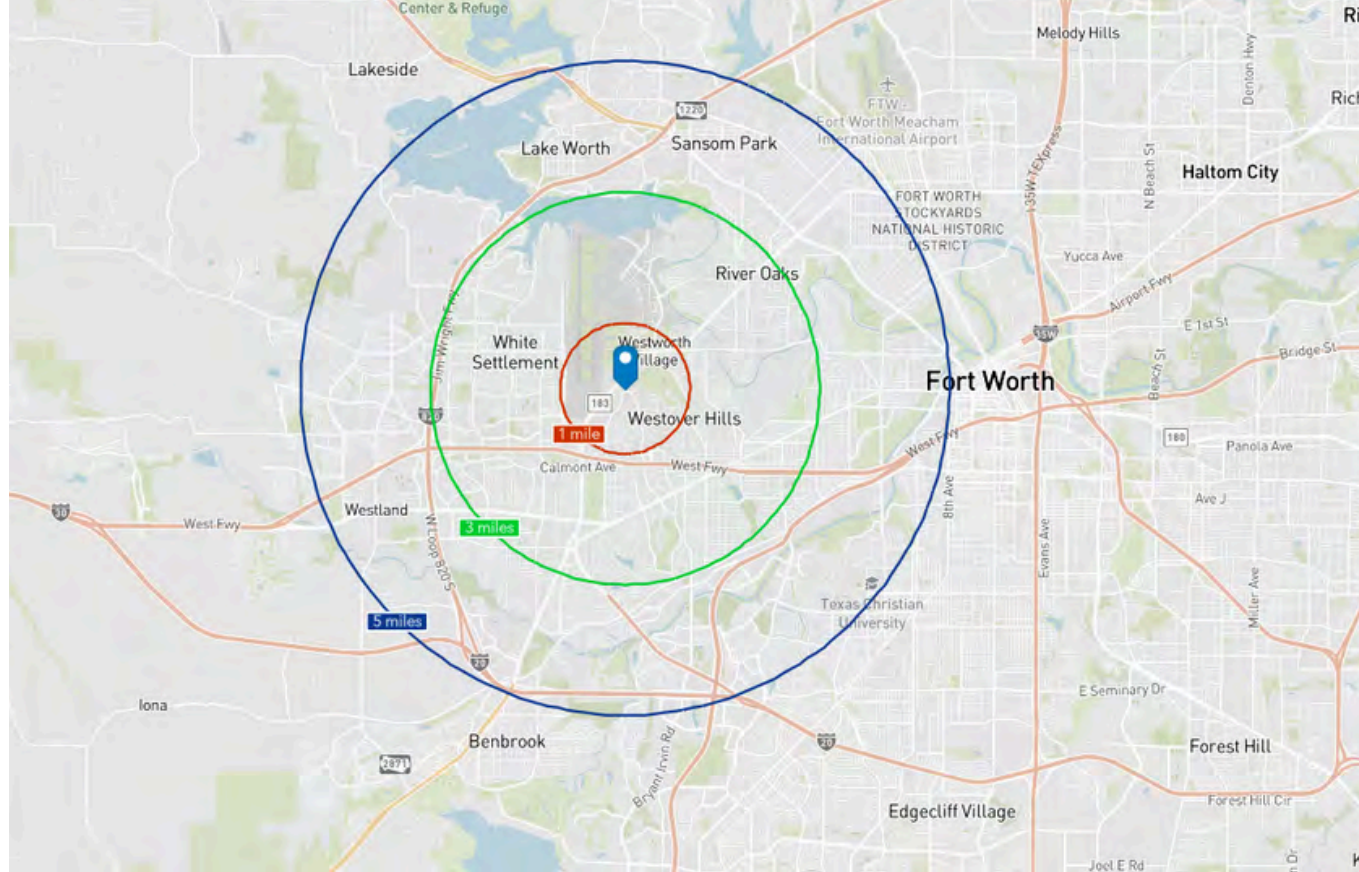 Center & Refuge
Lakeside
Melody Hills
Denton Hwy
Ri
Rich
1220
FTW -
Fort Worth Meacham
International Airport
Lake Worth
Sansom Park
I 35W TEXpress
N Beach St
Haltom City
FORT WORTH
STOCKYARDS
NATIONAL HISTORIC
DISTRICT
Yucca Ave
River Oaks
Airport Fwy
Jim Wright Fwy
E 1st St
35W
White
Settlement
Westworth
Village
Bridge St
Beach St
Fort Worth
183
820
Westover Hills
1 mile
180
Panola Ave
West Fwy
Calmont Ave
West Fwy
8th Ave
Ave J
30
West Fwy
Westland
3 miles
W Loop 820 S
Evans Ave
Miller Ave
Texas Christian
University
5 miles
20
Iona
E Seminary Dr
Benbrook
2871
20
Bryant Irvin Rd
Forest Hill
Edgecliff Village
Forest Hill Cir
Joel E Rd
n Dr
K